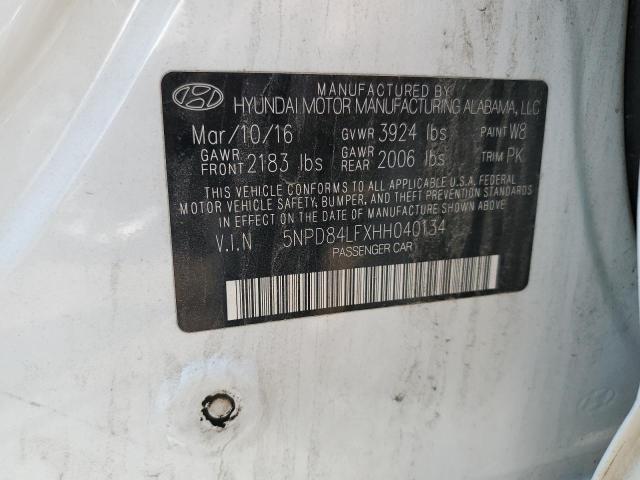 MANUFACTURED BY
HYUNDAI MOTOR MANUFACTURING ALABAMA, LLC
Mar/10/16 GVWR 3924 lbs PAINT W8
GAWR FRONT 2183 lbs GAWR REAR 2006 lbs TRIM PK
THIS VEHICLE CONFORMS TO ALL APPLICABLE U.S.A. FEDERAL
MOTOR VEHICLE SAFETY, BUMPER, AND THEFT PREVENTION STANDARDS
IN EFFECT ON THE DATE OF MANUFACTURE SHOWN ABOVE.
V.I.N 5NPD84LFXHH040134
PASSENGER CAR